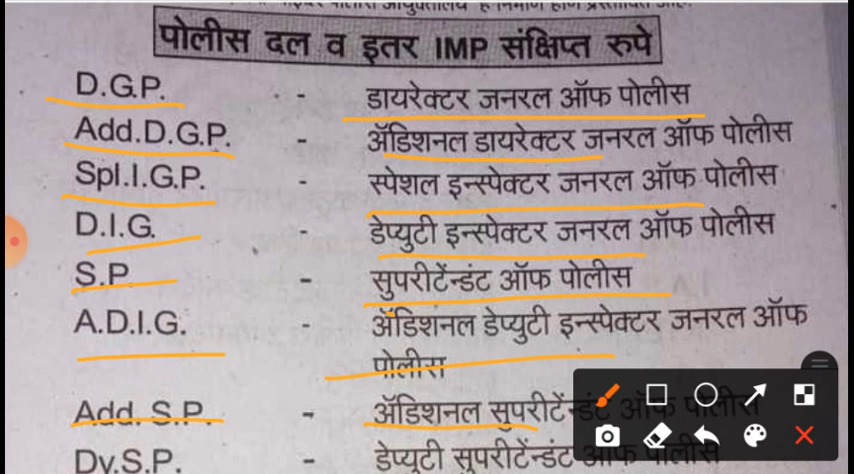 पोलीस दल व इतर IMP संक्षिप्त रुपे
D.G.P. - डायरेक्टर जनरल ऑफ पोलीस
Add.D.G.P. - ॲडिशनल डायरेक्टर जनरल ऑफ पोलीस
Spl.I.G.P. - स्पेशल इन्स्पेक्टर जनरल ऑफ पोलीस
D.I.G. - डेप्युटी इन्स्पेक्टर जनरल ऑफ पोलीस
S.P - सुपरीटेंन्डंट ऑफ पोलीस
A.D.I.G. - ॲडिशनल डेप्युटी इन्स्पेक्टर जनरल ऑफ
पोलीस
Add. S.P. - ॲडिशनल सुपरीटेंन्डंट ऑफ पोलीस
Dy.S.P. - डेप्युटी सुपरीटेंन्डंट ऑफ पोलीस